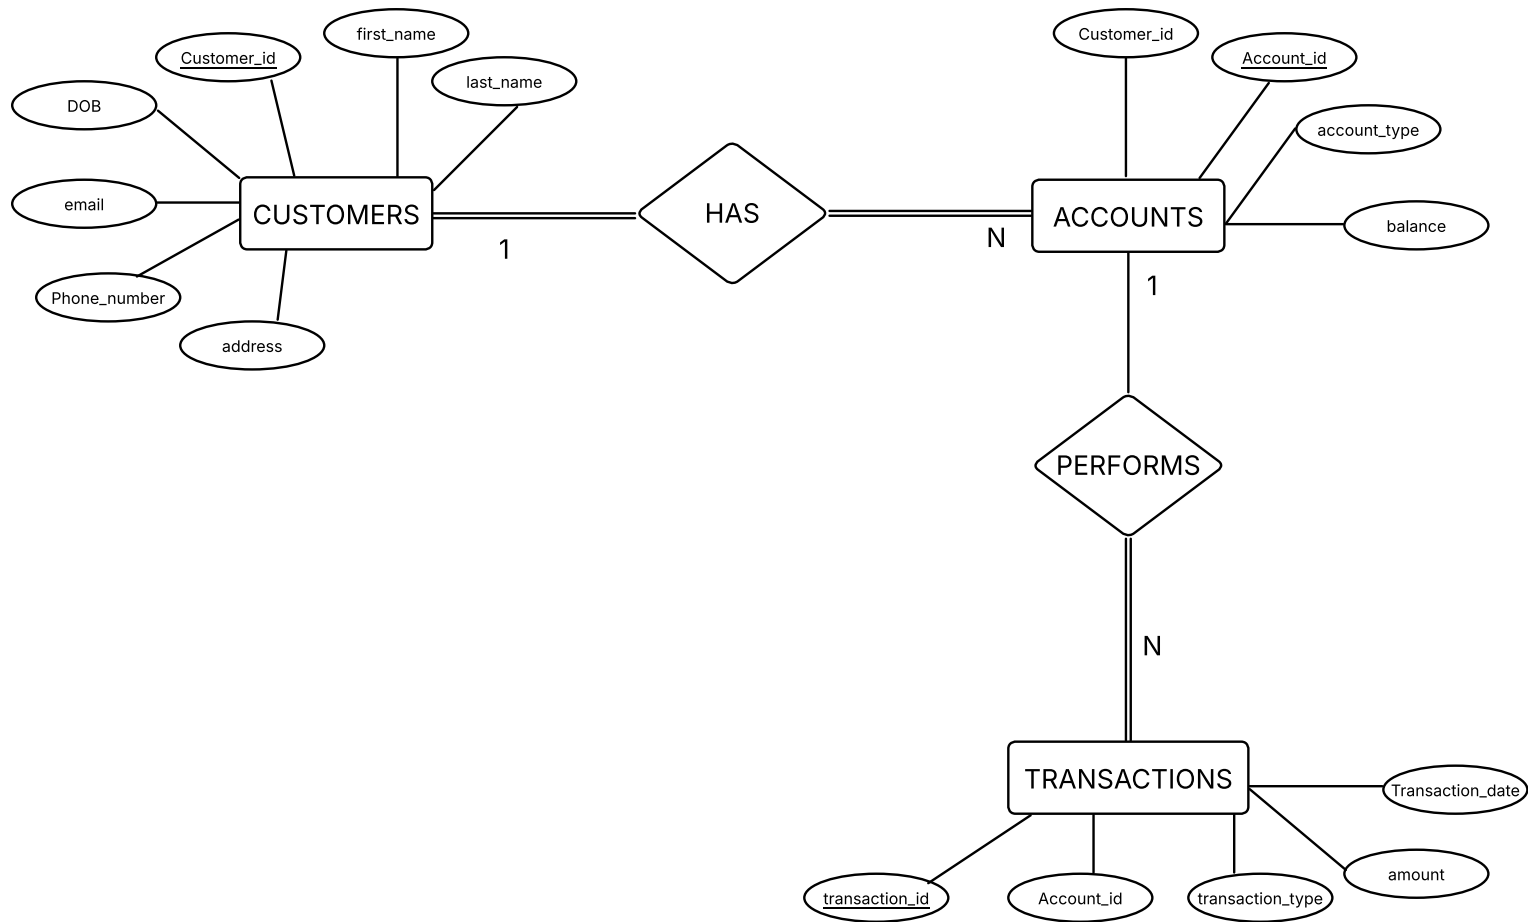 first_name
Customer_id
Customer_id
Account_id
last_name
DOB
account_type
email
CUSTOMERS
HAS
ACCOUNTS
balance
1
N
1
Phone_number
address
PERFORMS
N
TRANSACTIONS
Transaction_date
amount
transaction_id
Account_id
transaction_type